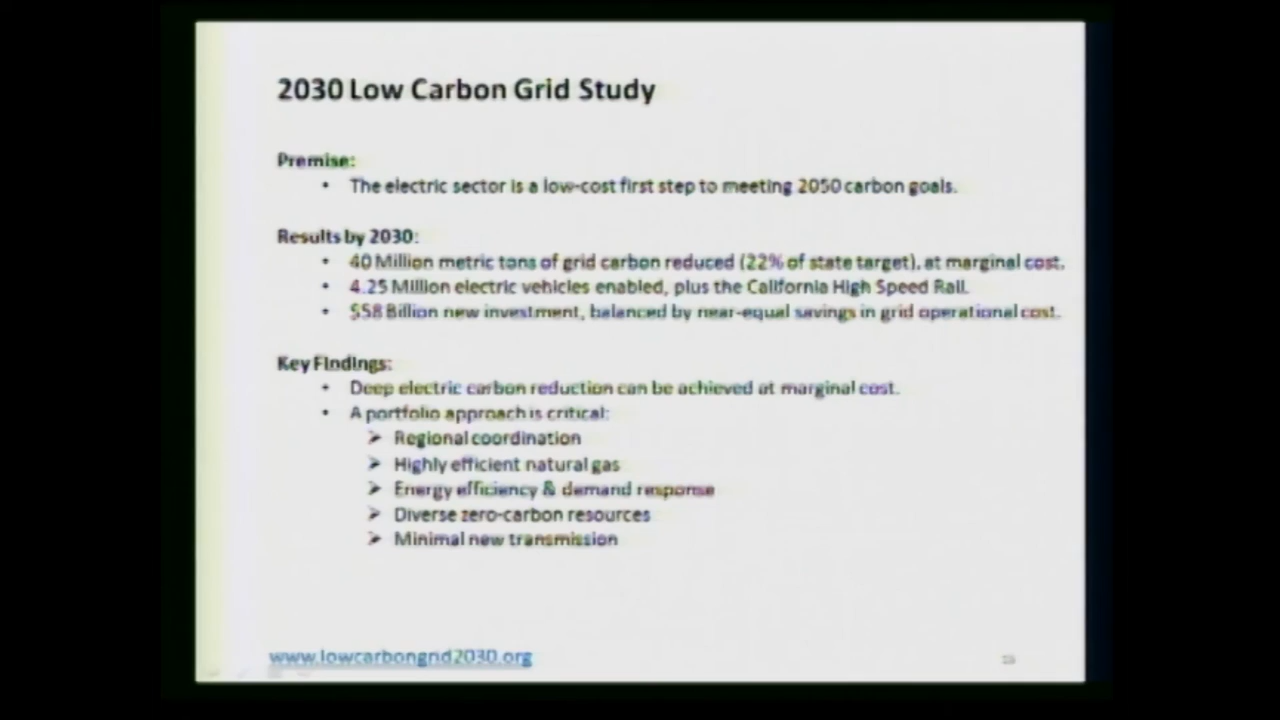 2030 Low Carbon Grid Study
Premise:
• The electric sector is a low-cost first step to meeting 2050 carbon goals.
Results by 2030:
• 40 Million metric tons of grid carbon reduced (22% of state target), at marginal cost.
• 4.25 Million electric vehicles enabled, plus the California High Speed Rail.
• $58 Billion new investment, balanced by near-equal savings in grid operational cost.
Key Findings:
• Deep electric carbon reduction can be achieved at marginal cost.
• A portfolio approach is critical:
➢ Regional coordination
➢ Highly efficient natural gas
➢ Energy efficiency & demand response
➢ Diverse zero-carbon resources
➢ Minimal new transmission
www.lowcarbongrid2030.org